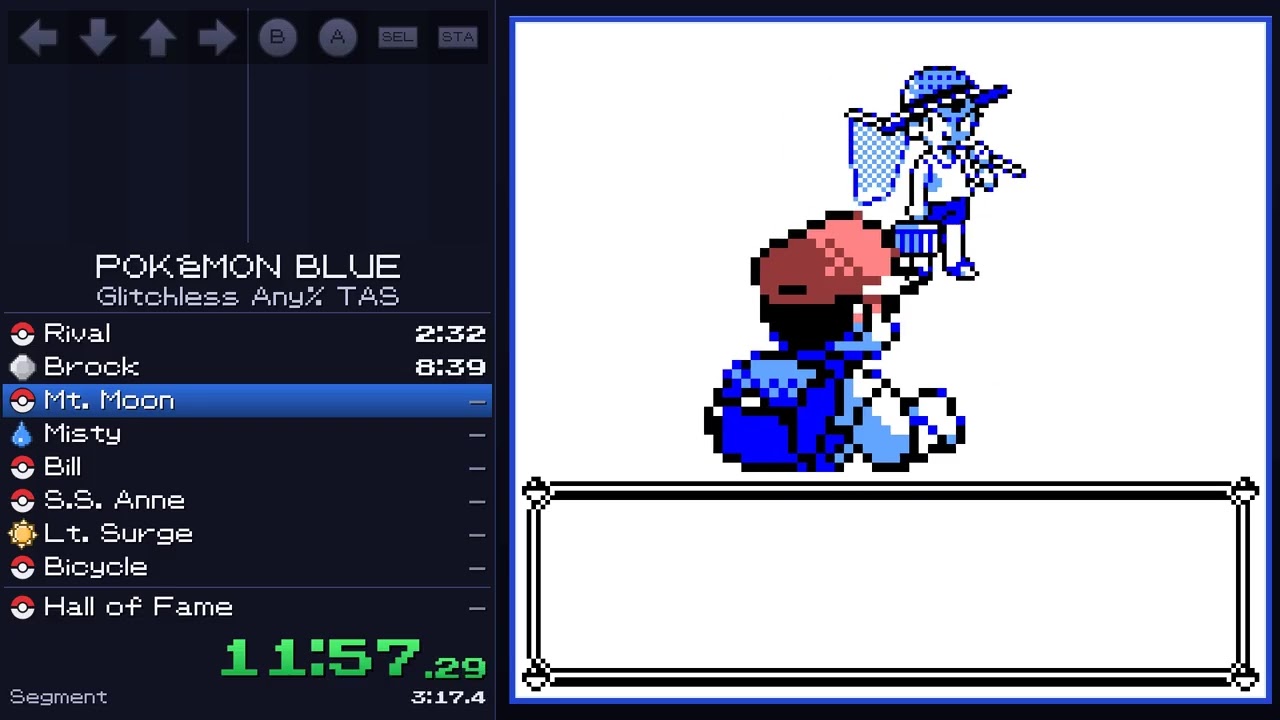 B A SEL STA
POKéMON BLUE
Glitchless Any% TAS
Rival 2:32
Brock 8:39
Mt. Moon —
Misty —
Bill —
S.S. Anne —
Lt. Surge —
Bicycle —
Hall of Fame —
11:57.29
Segment 3:17.4